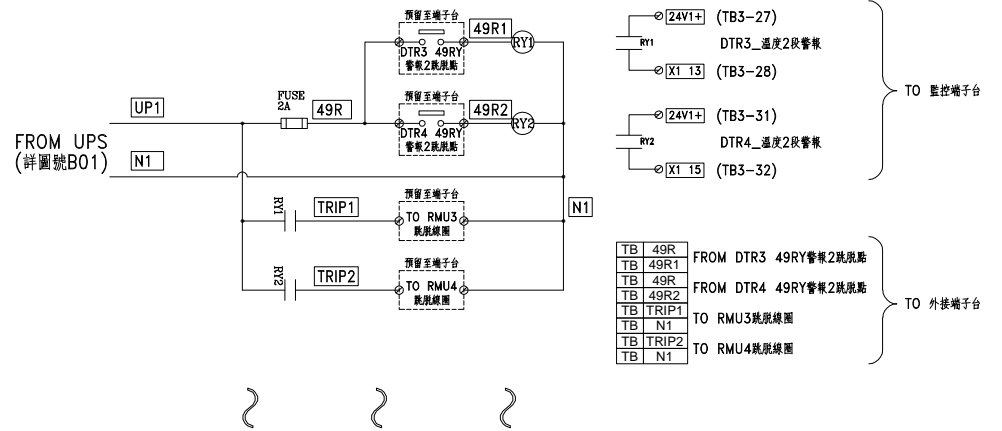 預留至端子台
49R1
RY1
DTR3 49RY
警報2跳脫點
UP1
FUSE
2A
49R
預留至端子台
49R2
RY2
DTR4 49RY
警報2跳脫點
FROM UPS
(詳圖號B01)
N1
預留至端子台
RY1
TRIP1
TO RMU3
跳脫線圈
N1
預留至端子台
RY2
TRIP2
TO RMU4
跳脫線圈
24V1+ (TB3-27)
RY1
DTR3_溫度2段警報
X1 13 (TB3-28)
TO 監控端子台
24V1+ (TB3-31)
RY2
DTR4_溫度2段警報
X1 15 (TB3-32)
TB 49R
TB 49R1
FROM DTR3 49RY警報2跳脫點
TB 49R
TB 49R2
FROM DTR4 49RY警報2跳脫點
TB TRIP1
TB N1
TO RMU3跳脫線圈
TB TRIP2
TB N1
TO RMU4跳脫線圈
TO 外接端子台